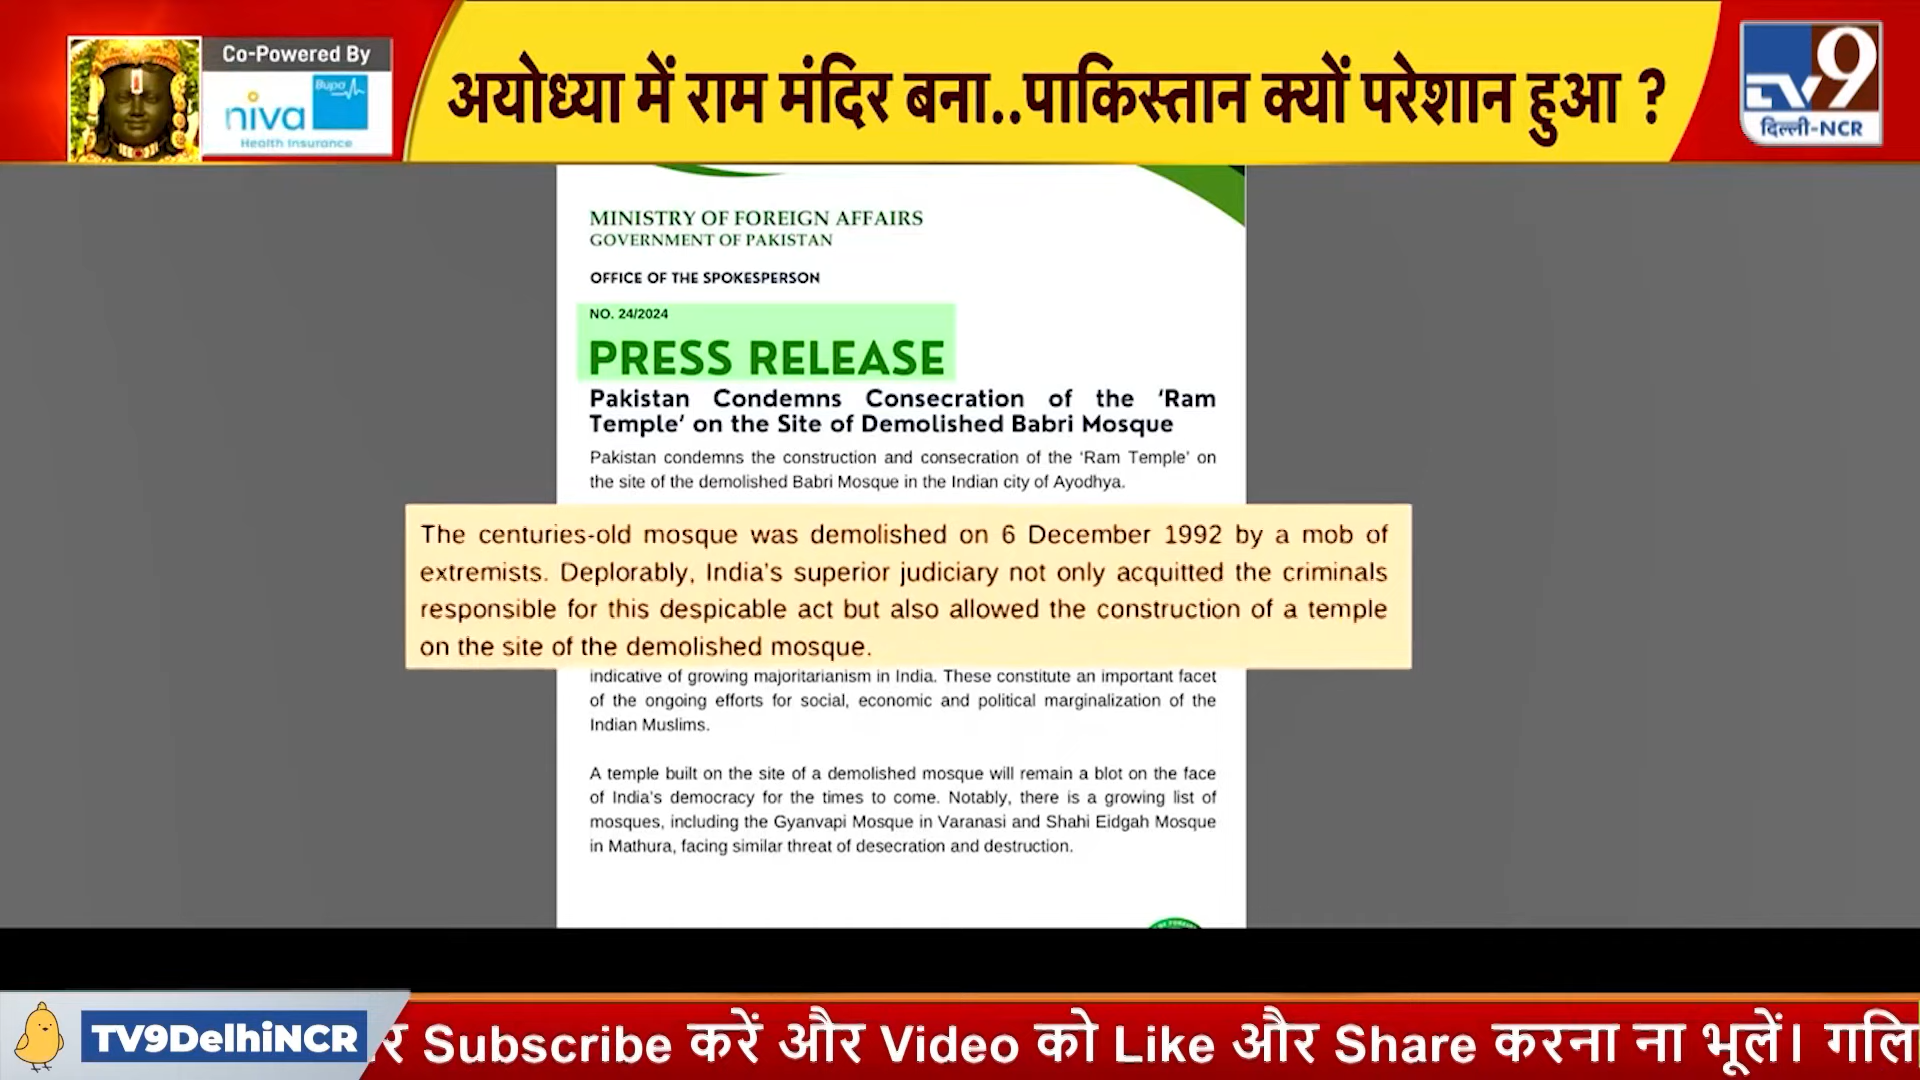 Co-Powered By
Bupa
niva
Health Insurance
अयोध्या में राम मंदिर बना..पाकिस्तान क्यों परेशान हुआ ?
TV9
दिल्ली-NCR
MINISTRY OF FOREIGN AFFAIRS
GOVERNMENT OF PAKISTAN
OFFICE OF THE SPOKESPERSON
NO. 24/2024
PRESS RELEASE
Pakistan Condemns Consecration of the ‘Ram
Temple’ on the Site of Demolished Babri Mosque
Pakistan condemns the construction and consecration of the ‘Ram Temple’ on
the site of the demolished Babri Mosque in the Indian city of Ayodhya.
The centuries-old mosque was demolished on 6 December 1992 by a mob of
extremists. Deplorably, India’s superior judiciary not only acquitted the criminals
responsible for this despicable act but also allowed the construction of a temple
on the site of the demolished mosque.
indicative of growing majoritarianism in India. These constitute an important facet
of the ongoing efforts for social, economic and political marginalization of the
Indian Muslims.
A temple built on the site of a demolished mosque will remain a blot on the face
of India’s democracy for the times to come. Notably, there is a growing list of
mosques, including the Gyanvapi Mosque in Varanasi and Shahi Eidgah Mosque
in Mathura, facing similar threat of desecration and destruction.
TV9DelhiNCR
Subscribe करें और Video को Like और Share करना ना भूलें।